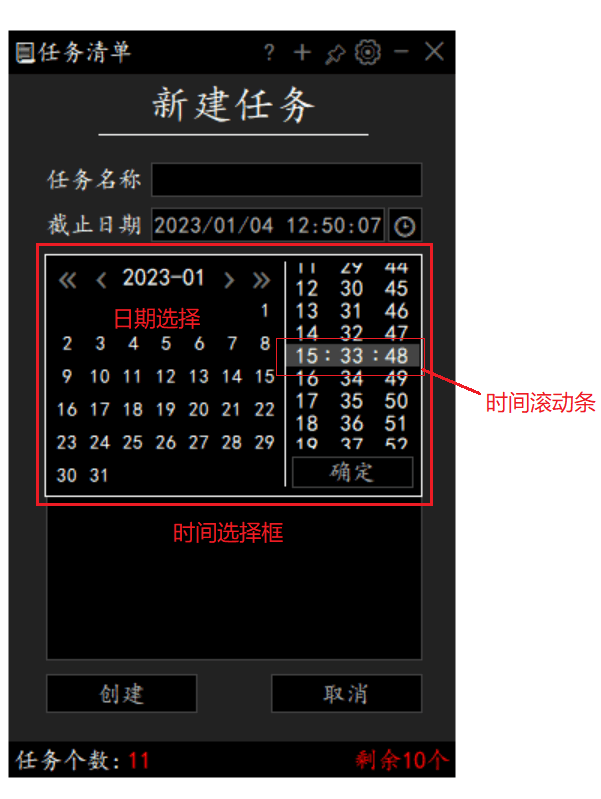 任务清单 ? + −
新建任务
任务名称
截止日期 2023/01/04 12:50:07
« ‹ 2023-01 › »
日期选择
1
2 3 4 5 6 7 8
9 10 11 12 13 14 15
16 17 18 19 20 21 22
23 24 25 26 27 28 29
30 31
11 29 44
12 30 45
13 31 46
14 32 47
15 : 33 : 48
16 34 49
17 35 50
18 36 51
19 37 52
确定
时间滚动条
时间选择框
创建 取消
任务个数: 11 剩余10个